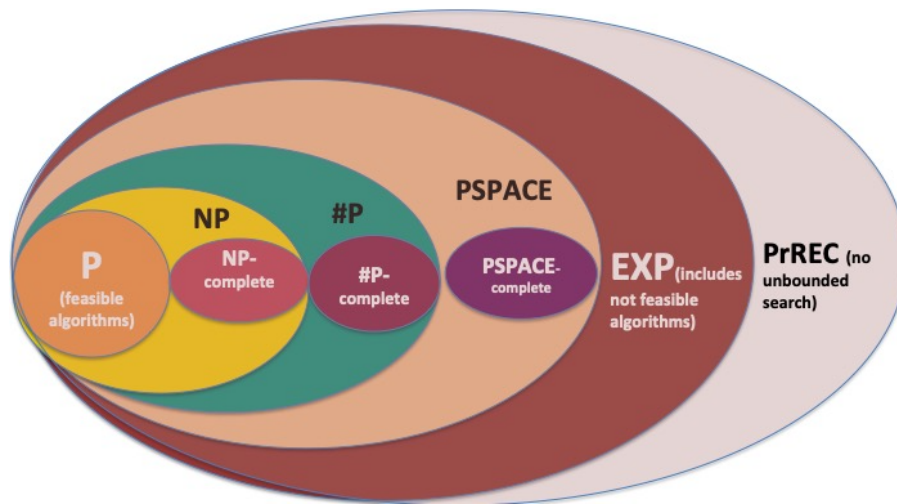 P
(feasible
algorithms)
NP
NP-
complete
#P
#P-
complete
PSPACE
PSPACE-
complete
EXP(includes
not feasible
algorithms)
PrREC (no
unbounded
search)